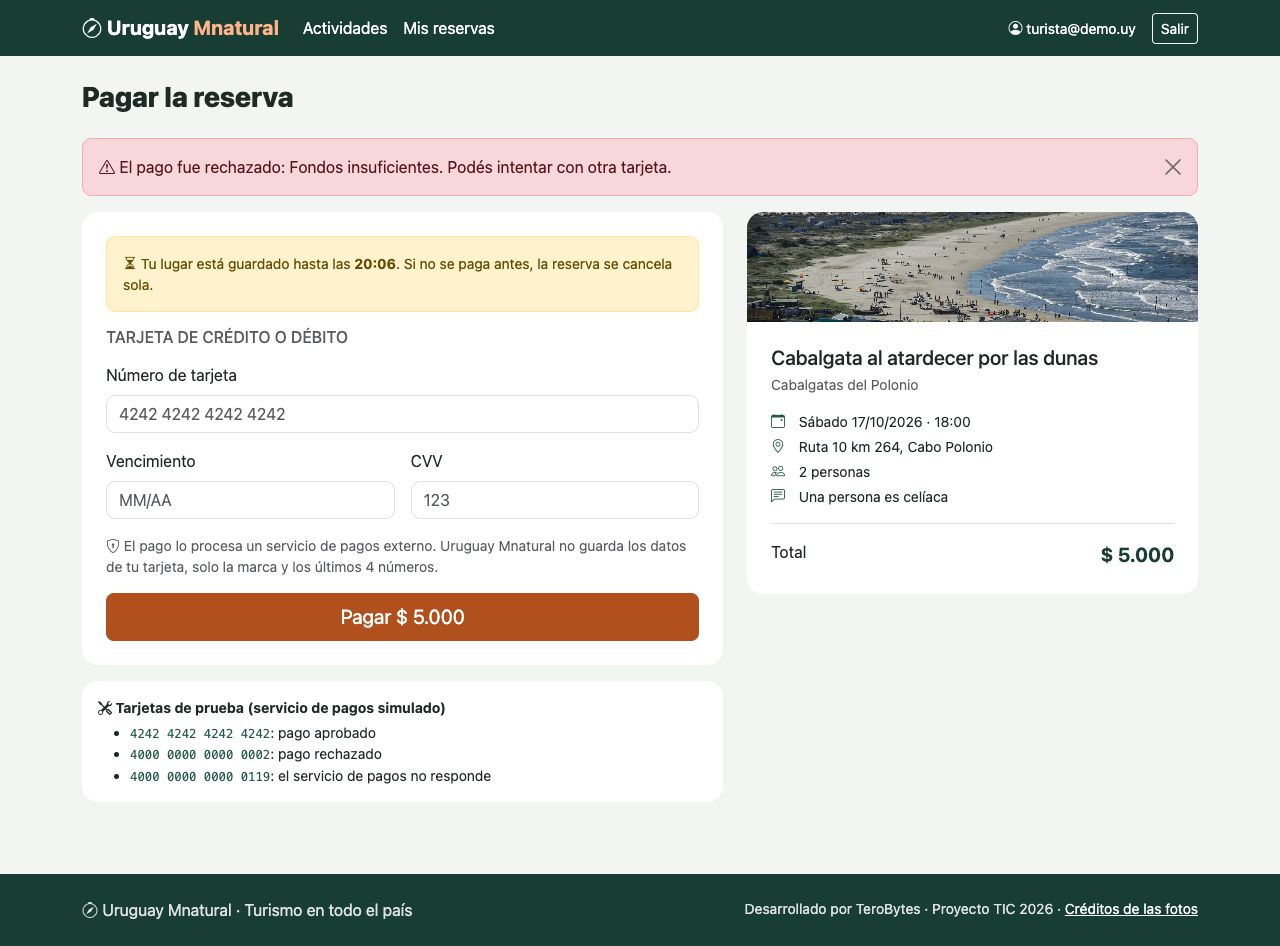 Uruguay Mnatural
Actividades
Mis reservas
turista@demo.uy
Salir
Pagar la reserva
El pago fue rechazado: Fondos insuficientes. Podés intentar con otra tarjeta.
Tu lugar está guardado hasta las 20:06. Si no se paga antes, la reserva se cancela
sola.
TARJETA DE CRÉDITO O DÉBITO
Número de tarjeta
4242 4242 4242 4242
Vencimiento
CVV
MM/AA
123
El pago lo procesa un servicio de pagos externo. Uruguay Mnatural no guarda los datos
de tu tarjeta, solo la marca y los últimos 4 números.
Pagar $ 5.000
Tarjetas de prueba (servicio de pagos simulado)
4242 4242 4242 4242: pago aprobado
4000 0000 0000 0002: pago rechazado
4000 0000 0000 0119: el servicio de pagos no responde
Cabalgata al atardecer por las dunas
Cabalgatas del Polonio
Sábado 17/10/2026 · 18:00
Ruta 10 km 264, Cabo Polonio
2 personas
Una persona es celíaca
Total
$ 5.000
Uruguay Mnatural · Turismo en todo el país
Desarrollado por TeroBytes · Proyecto TIC 2026 · Créditos de las fotos